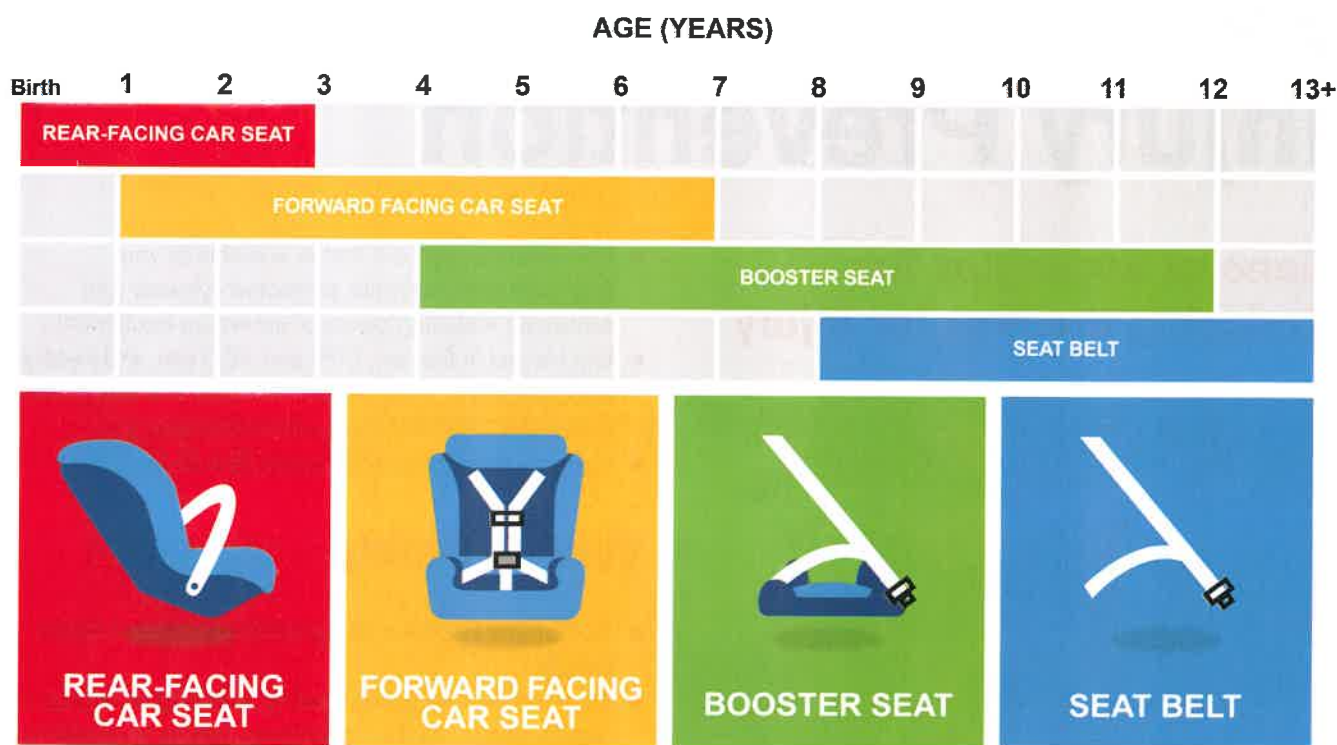 AGE (YEARS)
Birth 1 2 3 4 5 6 7 8 9 10 11 12 13+
REAR-FACING CAR SEAT
FORWARD FACING CAR SEAT
BOOSTER SEAT
SEAT BELT
REAR-FACING
CAR SEAT
FORWARD FACING
CAR SEAT
BOOSTER SEAT
SEAT BELT